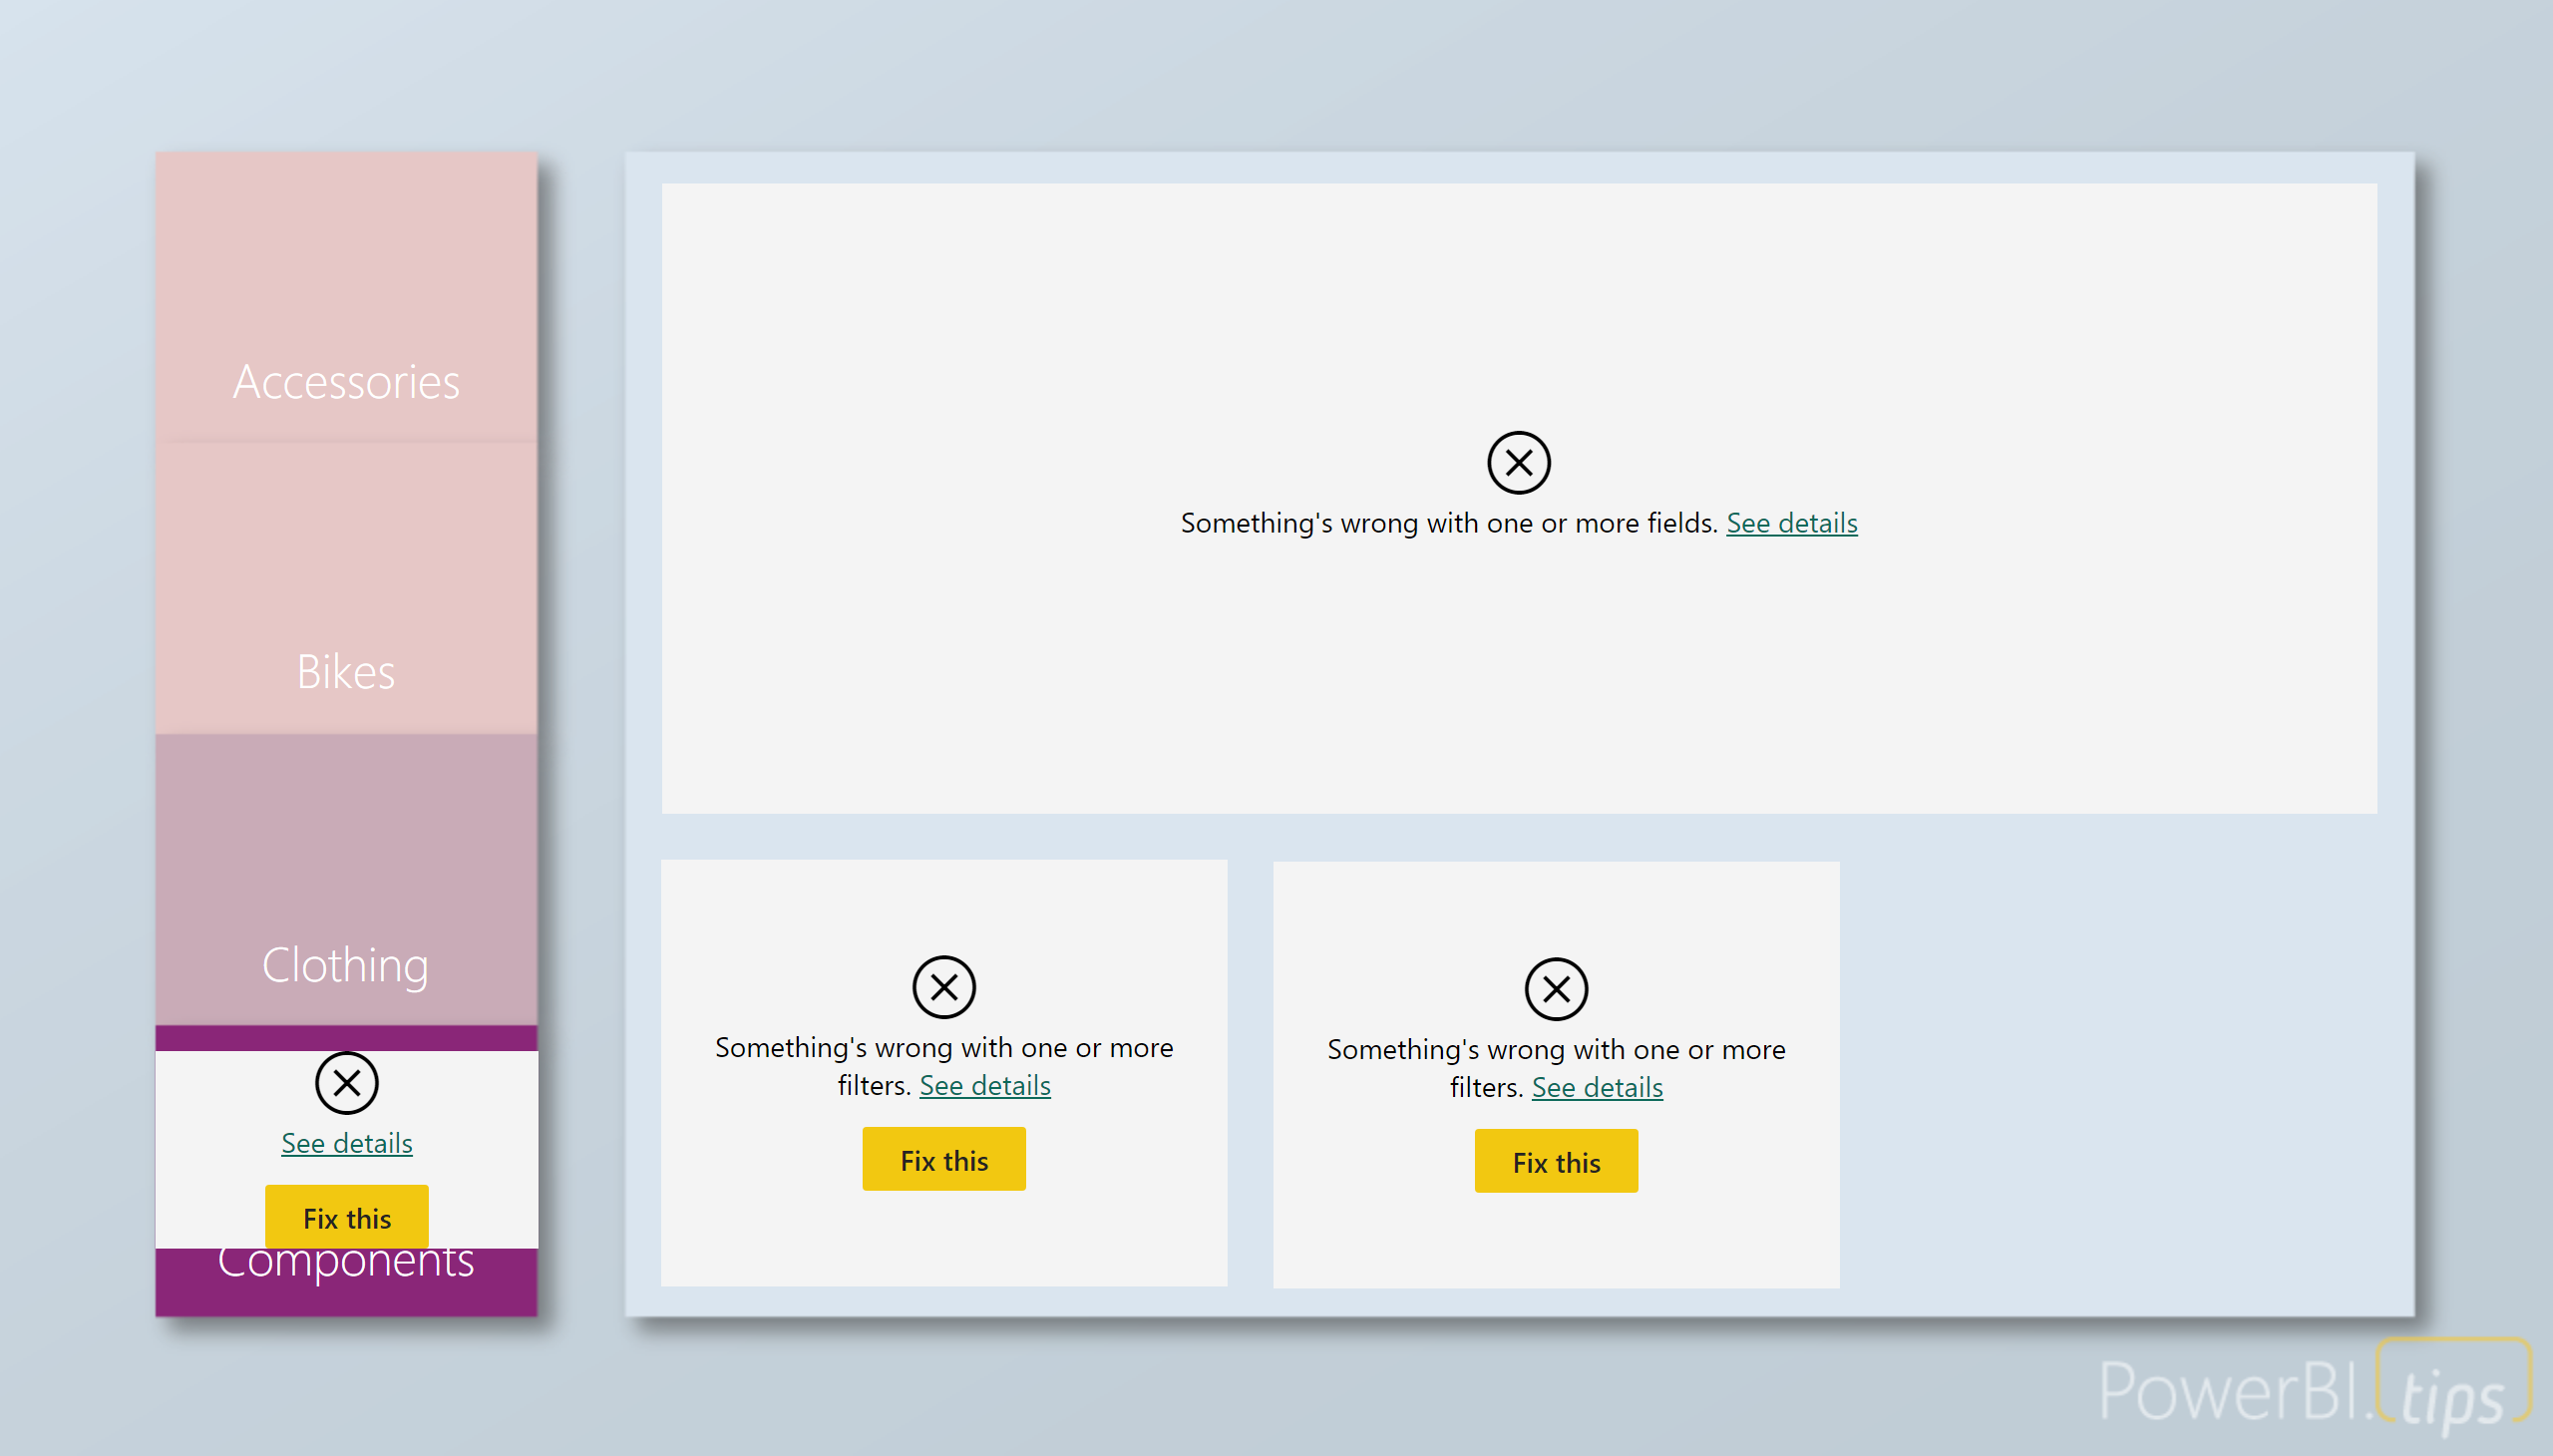 Accessories
Bikes
Clothing
See details
Fix this
Components
Something's wrong with one or more fields. See details
Something's wrong with one or more
filters. See details
Fix this
Something's wrong with one or more
filters. See details
Fix this
PowerBI.tips